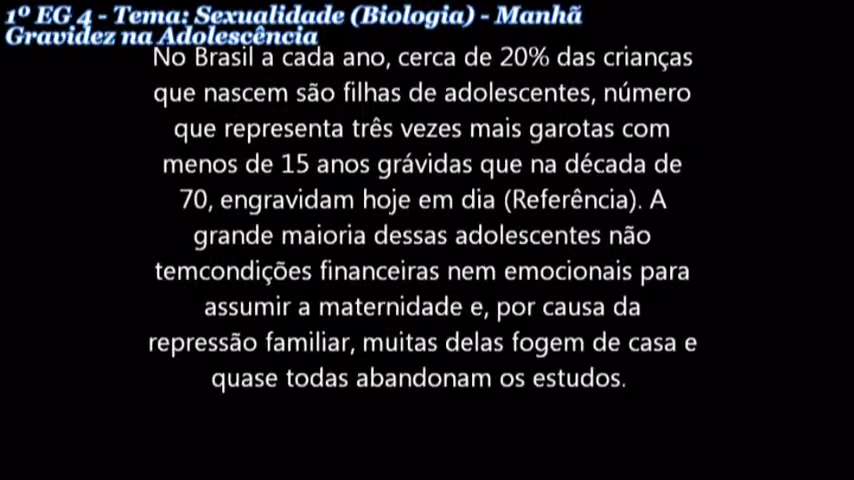 1º EG 4 - Tema: Sexualidade (Biologia) - Manhã
Gravidez na Adolescência
No Brasil a cada ano, cerca de 20% das crianças
que nascem são filhas de adolescentes, número
que representa três vezes mais garotas com
menos de 15 anos grávidas que na década de
70, engravidam hoje em dia (Referência). A
grande maioria dessas adolescentes não
temcondições financeiras nem emocionais para
assumir a maternidade e, por causa da
repressão familiar, muitas delas fogem de casa e
quase todas abandonam os estudos.